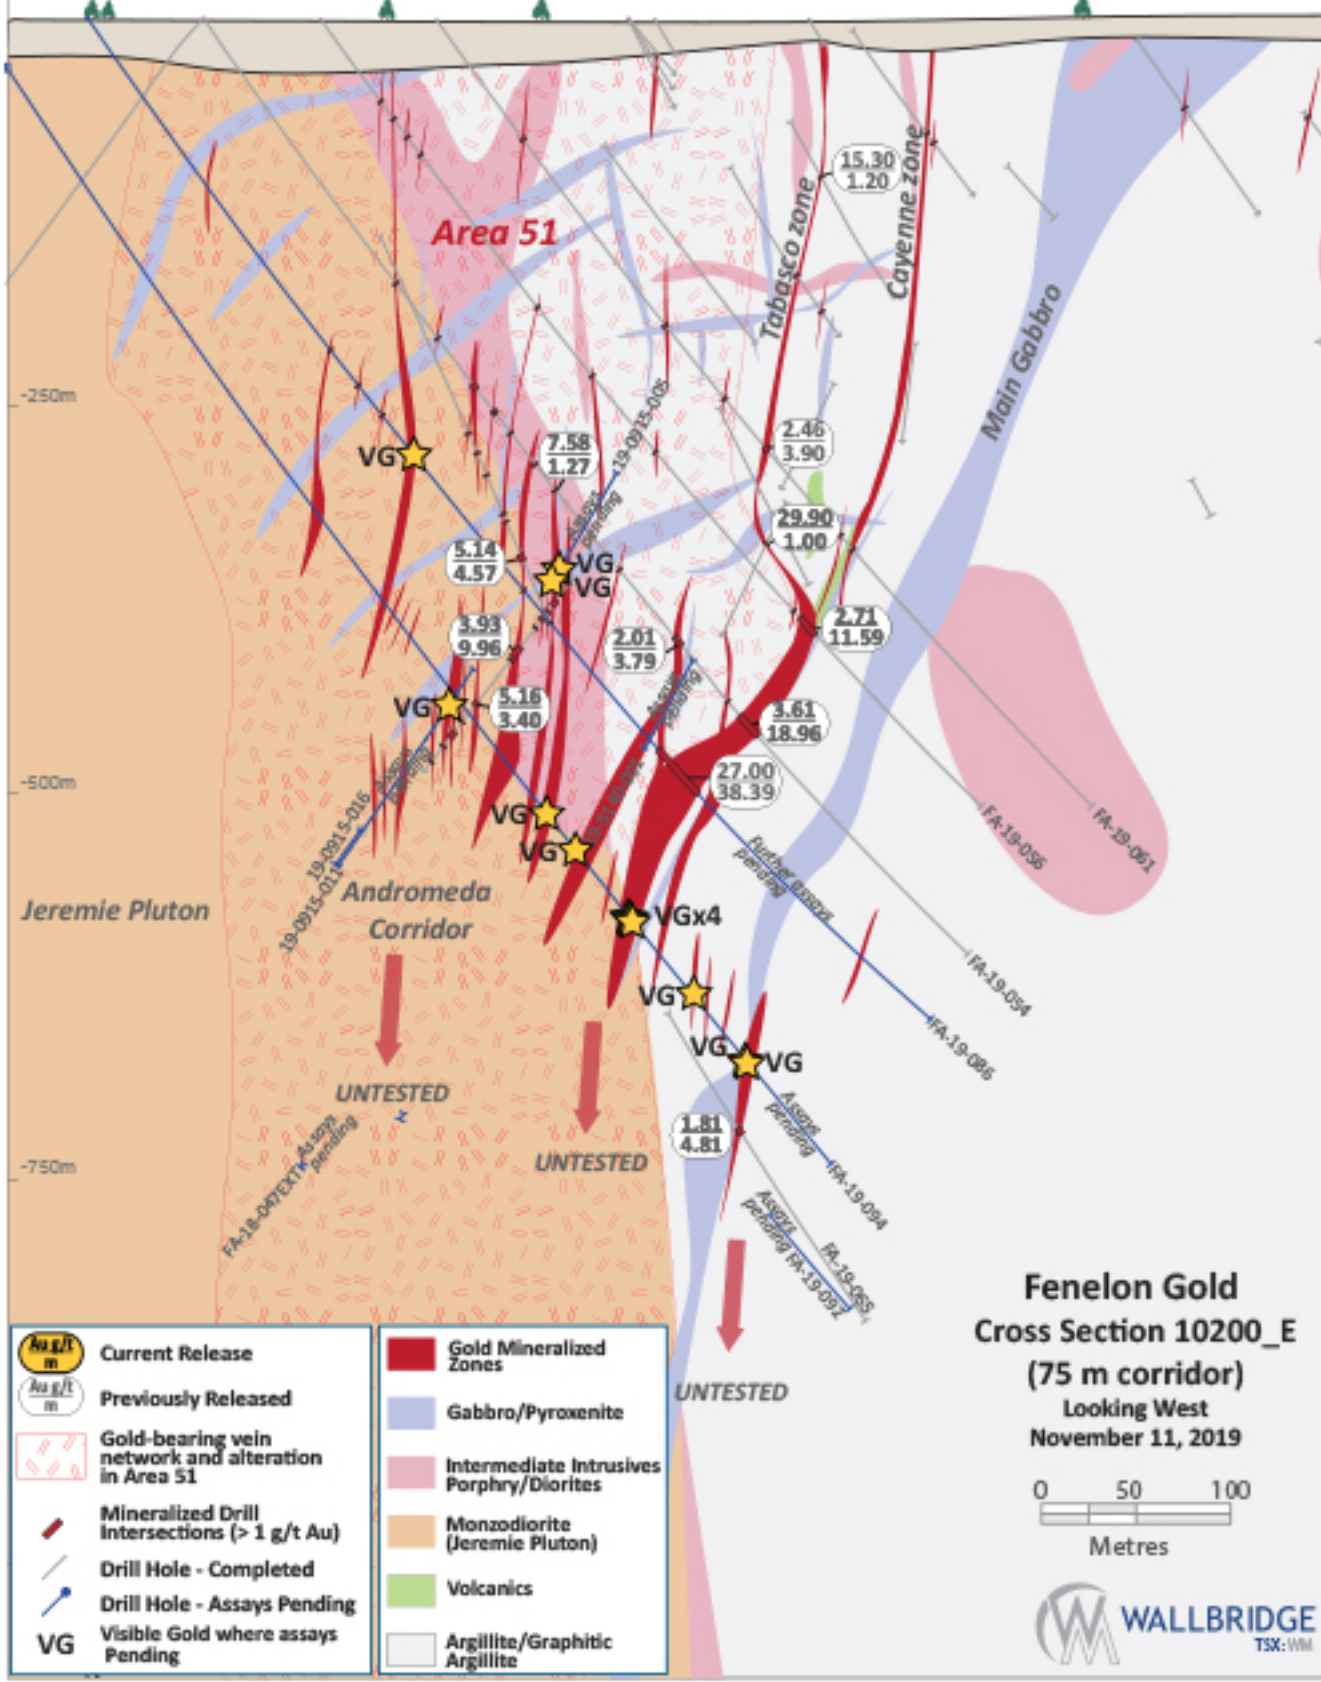 Area 51
Tabasco zone
Cayenne zone
Main Gabbro
15.30
1.20
-250m
VG
7.58
1.27
19-0915-005
Assays
pending
2.46
3.90
29.90
1.00
5.14
4.57
VG
VG
3.93
9.96
2.01
3.79
2.71
11.59
VG
5.16
3.40
Assays
pending
3.61
18.96
-500m
27.00
38.39
Assays
pending
VG
VG
19-0915-016
19-0915-011
FA-19-056
FA-19-061
Further assays
pending
Jeremie Pluton
Andromeda
Corridor
VGx4
VG
FA-19-054
FA-19-086
VG
VG
UNTESTED
Assays
pending
1.81
4.81
Assays
pending
UNTESTED
-750m
FA-18-047EXT
FA-19-094
Assays
pending
FA-19-092
FA-19-065
UNTESTED
Fenelon Gold
Cross Section 10200_E
(75 m corridor)
Looking West
November 11, 2019
0 50 100
Metres
WALLBRIDGE
TSX:WM
Au g/t
m
Current Release
Au g/t
m
Previously Released
Gold-bearing vein
network and alteration
in Area 51
Mineralized Drill
Intersections (> 1 g/t Au)
Drill Hole - Completed
Drill Hole - Assays Pending
VG
Visible Gold where assays
Pending
Gold Mineralized
Zones
Gabbro/Pyroxenite
Intermediate Intrusives
Porphry/Diorites
Monzodiorite
(Jeremie Pluton)
Volcanics
Argillite/Graphitic
Argillite